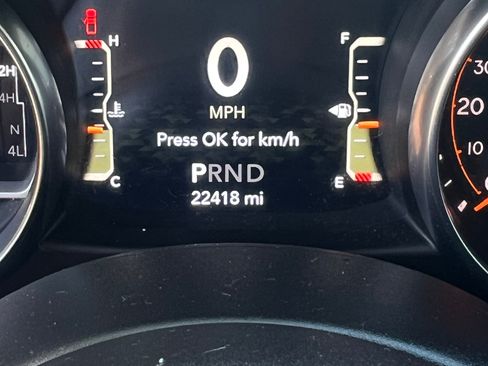 H
F
2H
4H
N
4L
0
MPH
Press OK for km/h
PRND
22418 mi
C
E
30
20
10